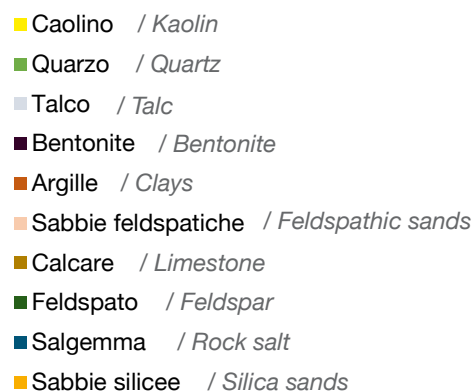 Caolino / Kaolin
Quarzo / Quartz
Talco / Talc
Bentonite / Bentonite
Argille / Clays
Sabbie feldspatiche / Feldspathic sands
Calcare / Limestone
Feldspato / Feldspar
Salgemma / Rock salt
Sabbie silicee / Silica sands